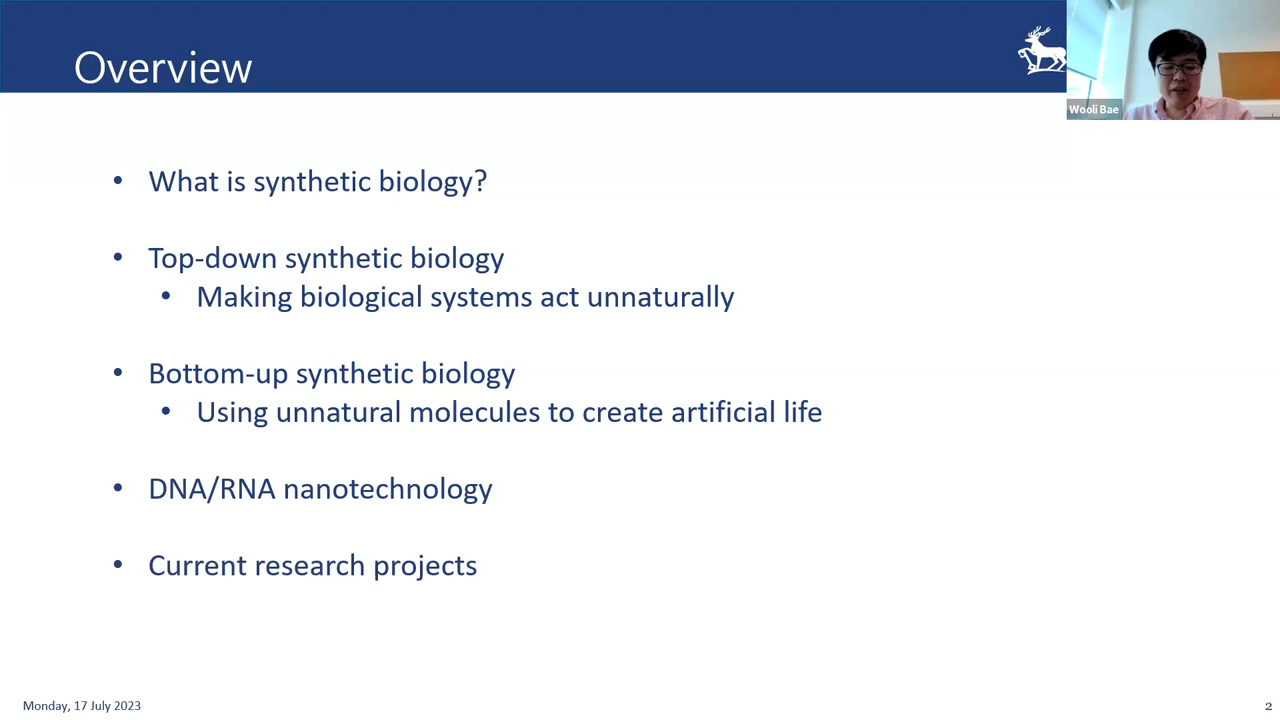 Overview
Wooli Bae
• What is synthetic biology?
• Top-down synthetic biology
• Making biological systems act unnaturally
• Bottom-up synthetic biology
• Using unnatural molecules to create artificial life
• DNA/RNA nanotechnology
• Current research projects
Monday, 17 July 2023
2